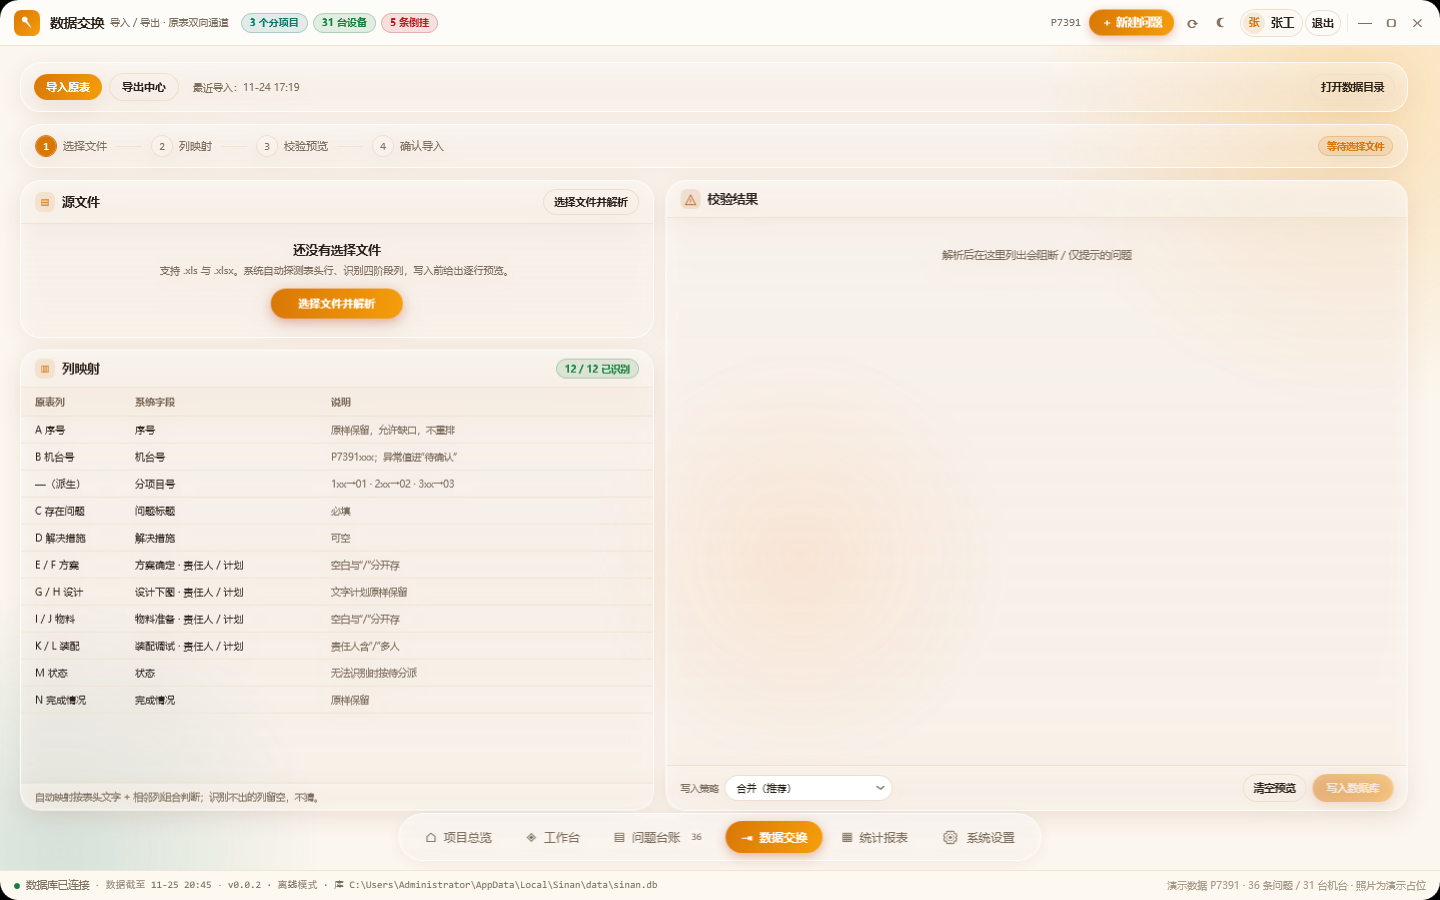 数据交换 导入 / 导出 · 原表双向通道 3 个分项目 31 台设备 5 条倒挂 P7391 + 新建问题 张 张工 退出
导入原表 导出中心 最近导入：11-24 17:19 打开数据目录
1 选择文件 2 列映射 3 校验预览 4 确认导入 等待选择文件
源文件 选择文件并解析
还没有选择文件
支持 .xls 与 .xlsx。系统自动探测表头行、识别四阶段列，写入前给出逐行预览。
选择文件并解析
列映射 12 / 12 已识别
原表列 系统字段 说明
A 序号 序号 原样保留，允许缺口，不重排
B 机台号 机台号 P7391xxx；异常值进"待确认"
—（派生） 分项目号 1xx→01 · 2xx→02 · 3xx→03
C 存在问题 问题标题 必填
D 解决措施 解决措施 可空
E / F 方案 方案确定 · 责任人 / 计划 空白与"/"分开存
G / H 设计 设计下图 · 责任人 / 计划 文字计划原样保留
I / J 物料 物料准备 · 责任人 / 计划 空白与"/"分开存
K / L 装配 装配调试 · 责任人 / 计划 责任人含"/"多人
M 状态 状态 无法识别时按待分派
N 完成情况 完成情况 原样保留
自动映射按表头文字 + 相邻列组合判断；识别不出的列留空，不猜。
校验结果
解析后在这里列出会阻断 / 仅提示的问题
写入策略 合并（推荐） 清空预览 写入数据库
项目总览 工作台 问题台账 36 数据交换 统计报表 系统设置
数据库已连接 · 数据截至 11-25 20:45 · v0.0.2 · 离线模式 · 库 C:\Users\Administrator\AppData\Local\Sinan\data\sinan.db 演示数据 P7391 · 36 条问题 / 31 台机台 · 照片为演示占位